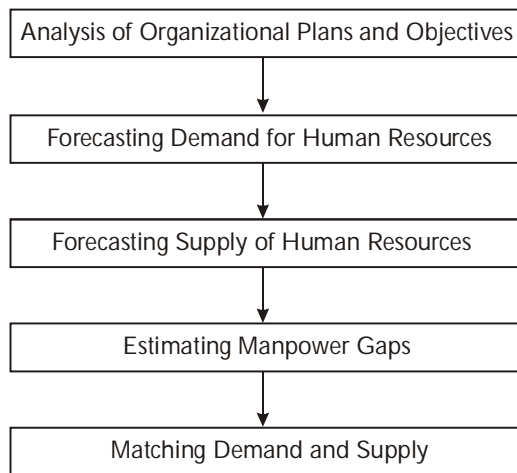 Analysis of Organizational Plans and Objectives
Forecasting Demand for Human Resources
Forecasting Supply of Human Resources
Estimating Manpower Gaps
Matching Demand and Supply